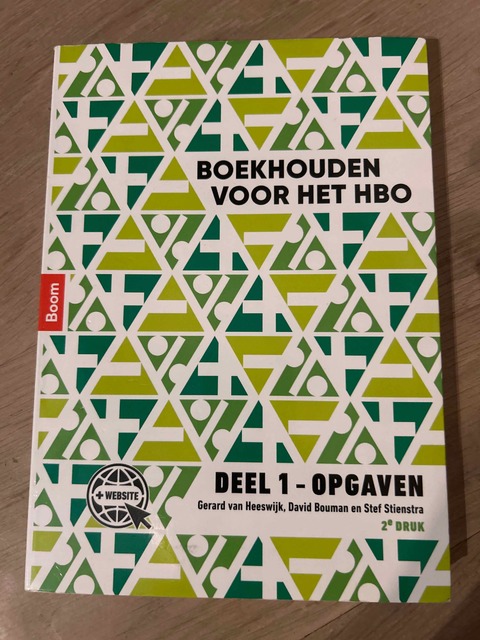 BOEKHOUDEN
VOOR HET HBO
Boom
DEEL 1 - OPGAVEN
+ WEBSITE
Gerard van Heeswijk, David Bouman en Stef Stienstra
2e DRUK